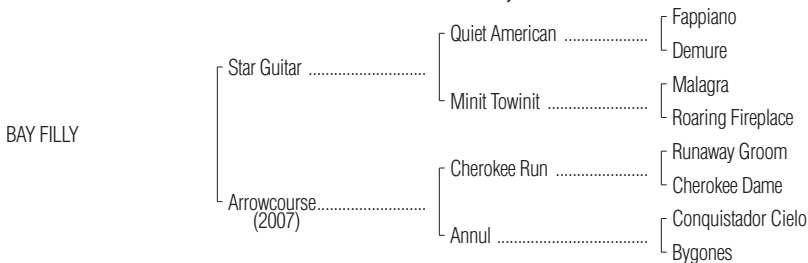 Fappiano
Quiet American ........................
Demure
Star Guitar ............................
Malagra
Minit Towinit ...........................
Roaring Fireplace
BAY FILLY
Runaway Groom
Cherokee Run .........................
Cherokee Dame
Arrowcourse..........................
(2007)
Conquistador Cielo
Annul .....................................
Bygones